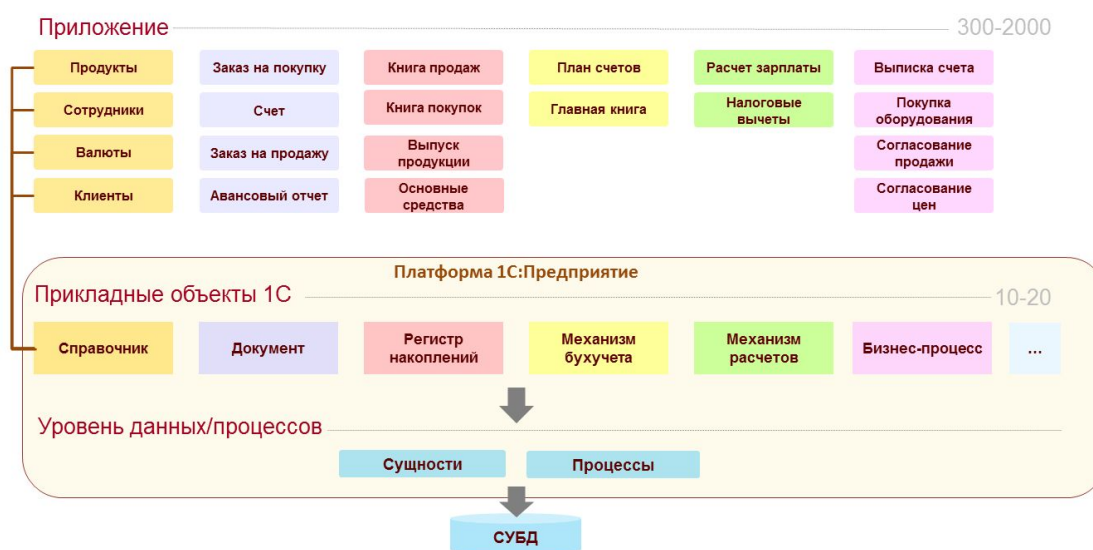 Приложение
300-2000
Продукты
Заказ на покупку
Книга продаж
План счетов
Расчет зарплаты
Выписка счета
Сотрудники
Счет
Книга покупок
Главная книга
Налоговые
вычеты
Покупка
оборудования
Валюты
Заказ на продажу
Выпуск
продукции
Согласование
продажи
Клиенты
Авансовый отчет
Основные
средства
Согласование
цен
Платформа 1С:Предприятие
Прикладные объекты 1С
10-20
Справочник
Документ
Регистр
накоплений
Механизм
бухучета
Механизм
расчетов
Бизнес-процесс
...
Уровень данных/процессов
Сущности
Процессы
СУБД